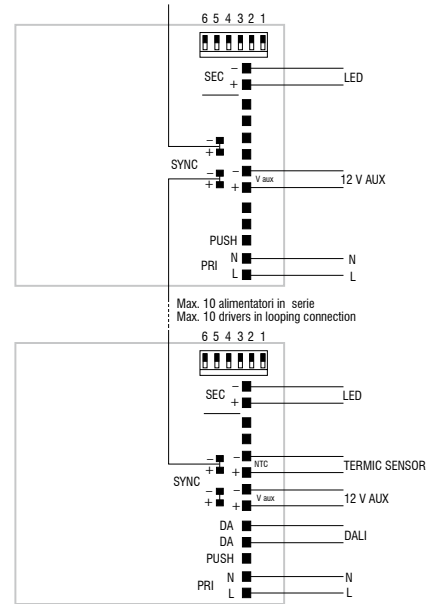 6 5 4 3 2 1
SEC - LED
+
SYNC - +
- +
- V aux 12 V AUX
+
PUSH
PRI N N
L L
Max. 10 alimentatori in serie
Max. 10 drivers in looping connection
6 5 4 3 2 1
SEC - LED
+
- + - NTC TERMIC SENSOR
+
SYNC - + - V aux 12 V AUX
+
DA DALI
DA
PUSH
PRI N N
L L